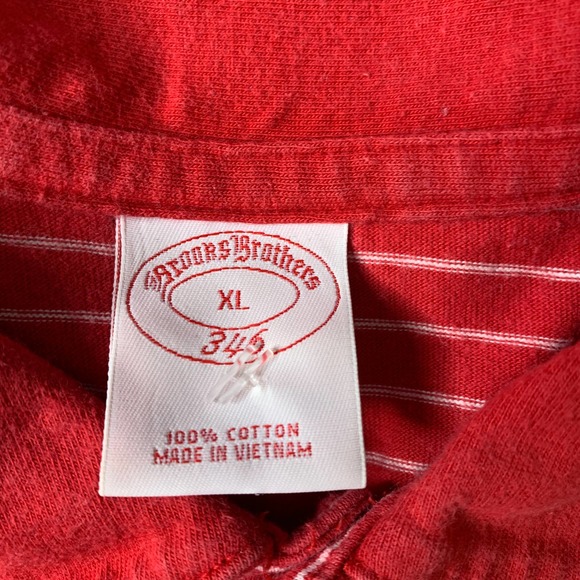 Brooks Brothers
XL
346
100% COTTON
MADE IN VIETNAM